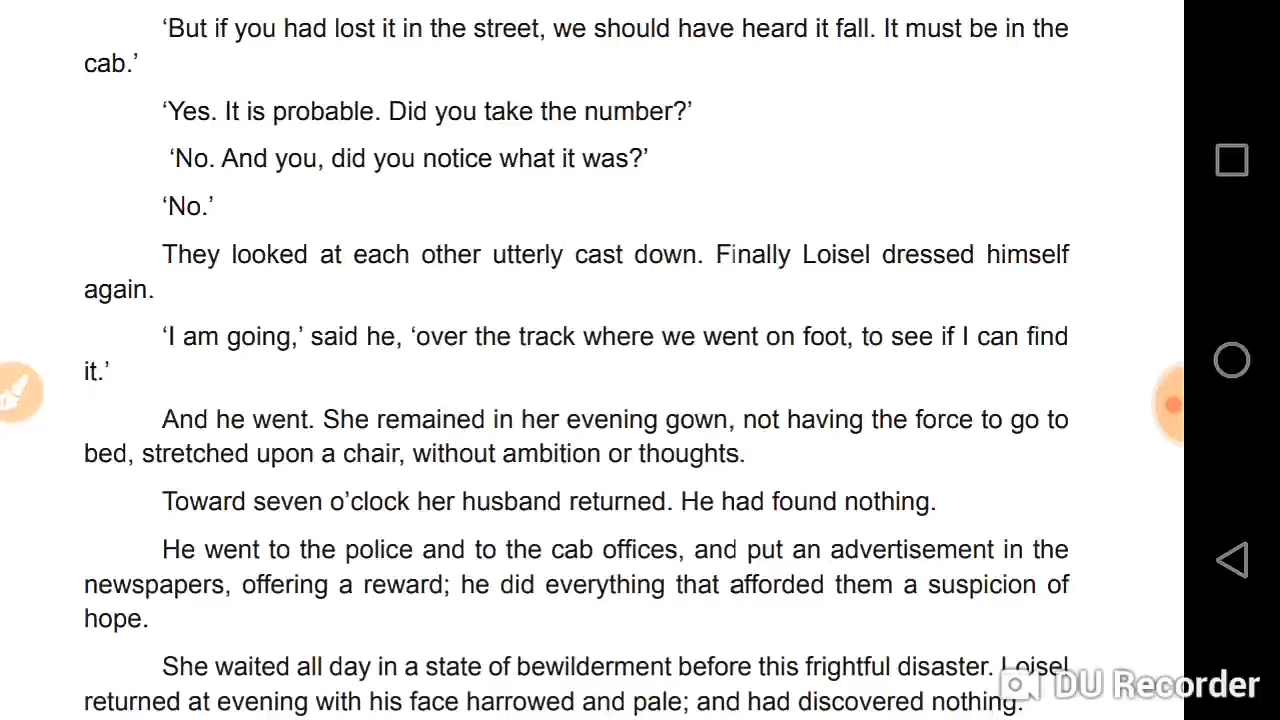 ‘But if you had lost it in the street, we should have heard it fall. It must be in the
cab.’
‘Yes. It is probable. Did you take the number?’
‘No. And you, did you notice what it was?’
‘No.’
They looked at each other utterly cast down. Finally Loisel dressed himself
again.
‘I am going,’ said he, ‘over the track where we went on foot, to see if I can find
it.’
And he went. She remained in her evening gown, not having the force to go to
bed, stretched upon a chair, without ambition or thoughts.
Toward seven o’clock her husband returned. He had found nothing.
He went to the police and to the cab offices, and put an advertisement in the
newspapers, offering a reward; he did everything that afforded them a suspicion of
hope.
She waited all day in a state of bewilderment before this frightful disaster. Loisel
returned at evening with his face harrowed and pale; and had discovered nothing.
DU Recorder